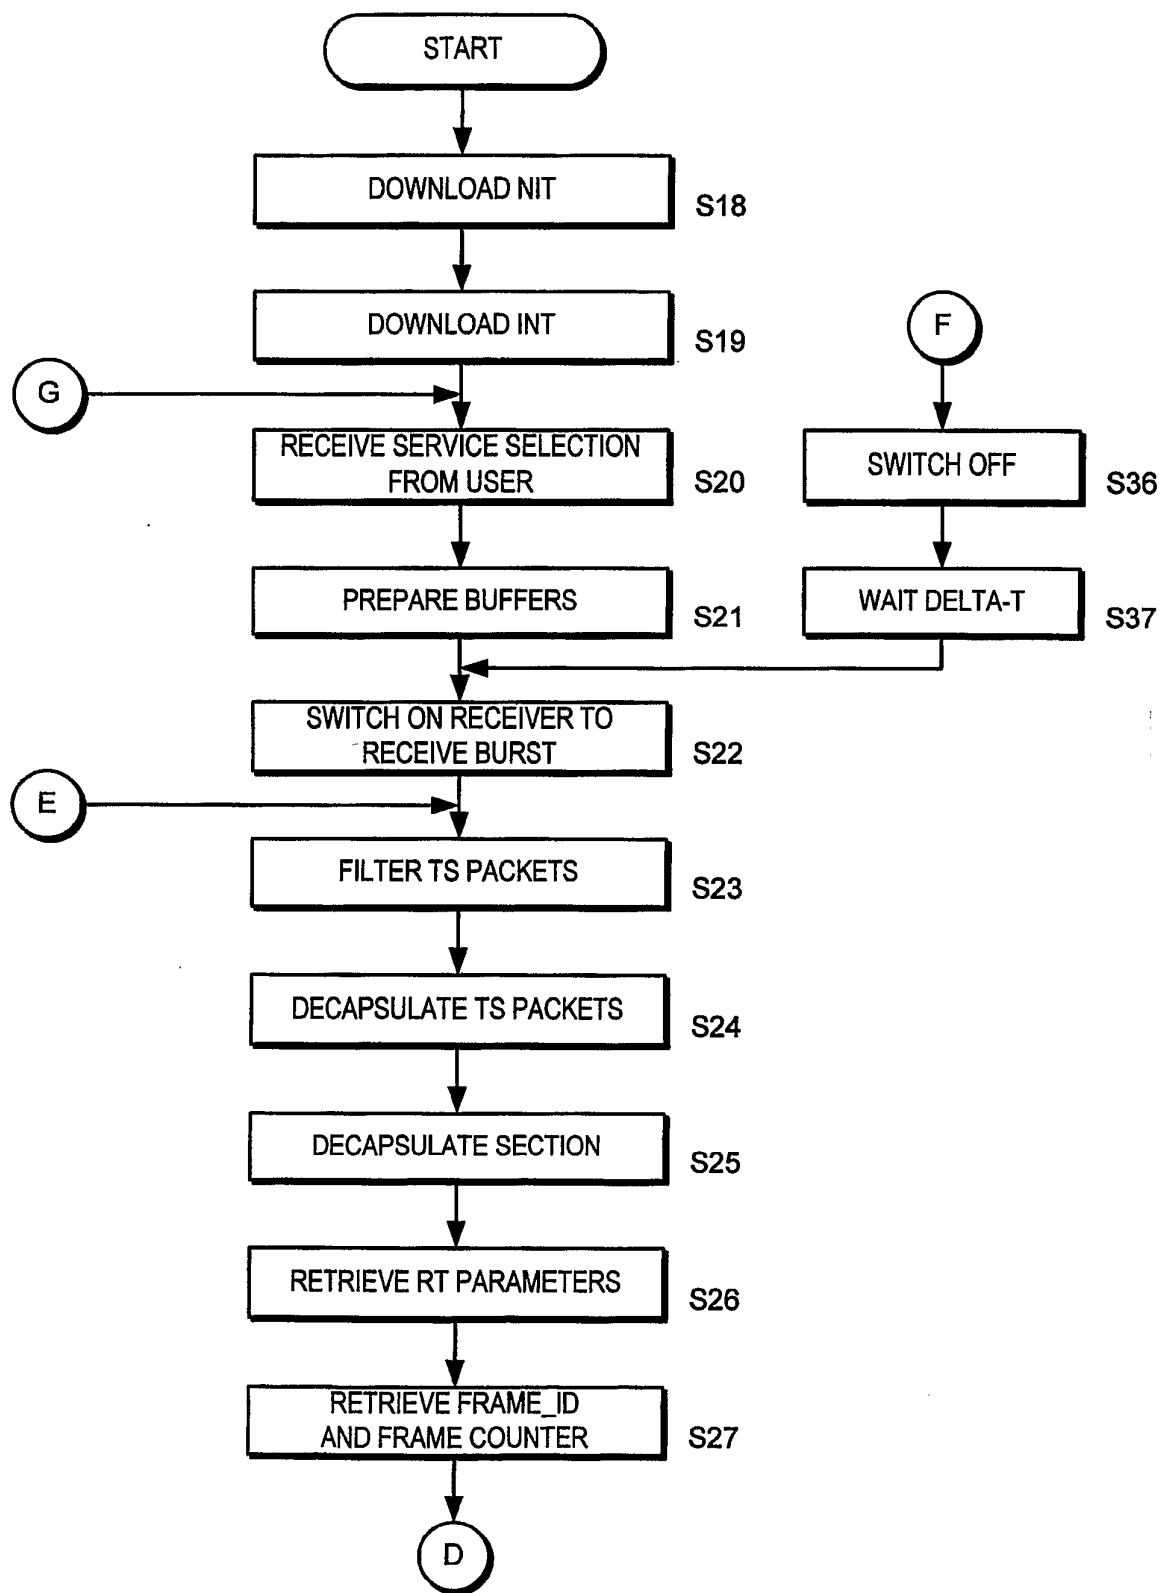 START
DOWNLOAD NIT
S18
DOWNLOAD INT
S19
F
G
RECEIVE SERVICE SELECTION
FROM USER
S20
SWITCH OFF
S36
PREPARE BUFFERS
S21
WAIT DELTA-T
S37
SWITCH ON RECEIVER TO
RECEIVE BURST
S22
E
FILTER TS PACKETS
S23
DECAPSULATE TS PACKETS
S24
DECAPSULATE SECTION
S25
RETRIEVE RT PARAMETERS
S26
RETRIEVE FRAME_ID
AND FRAME COUNTER
S27
D